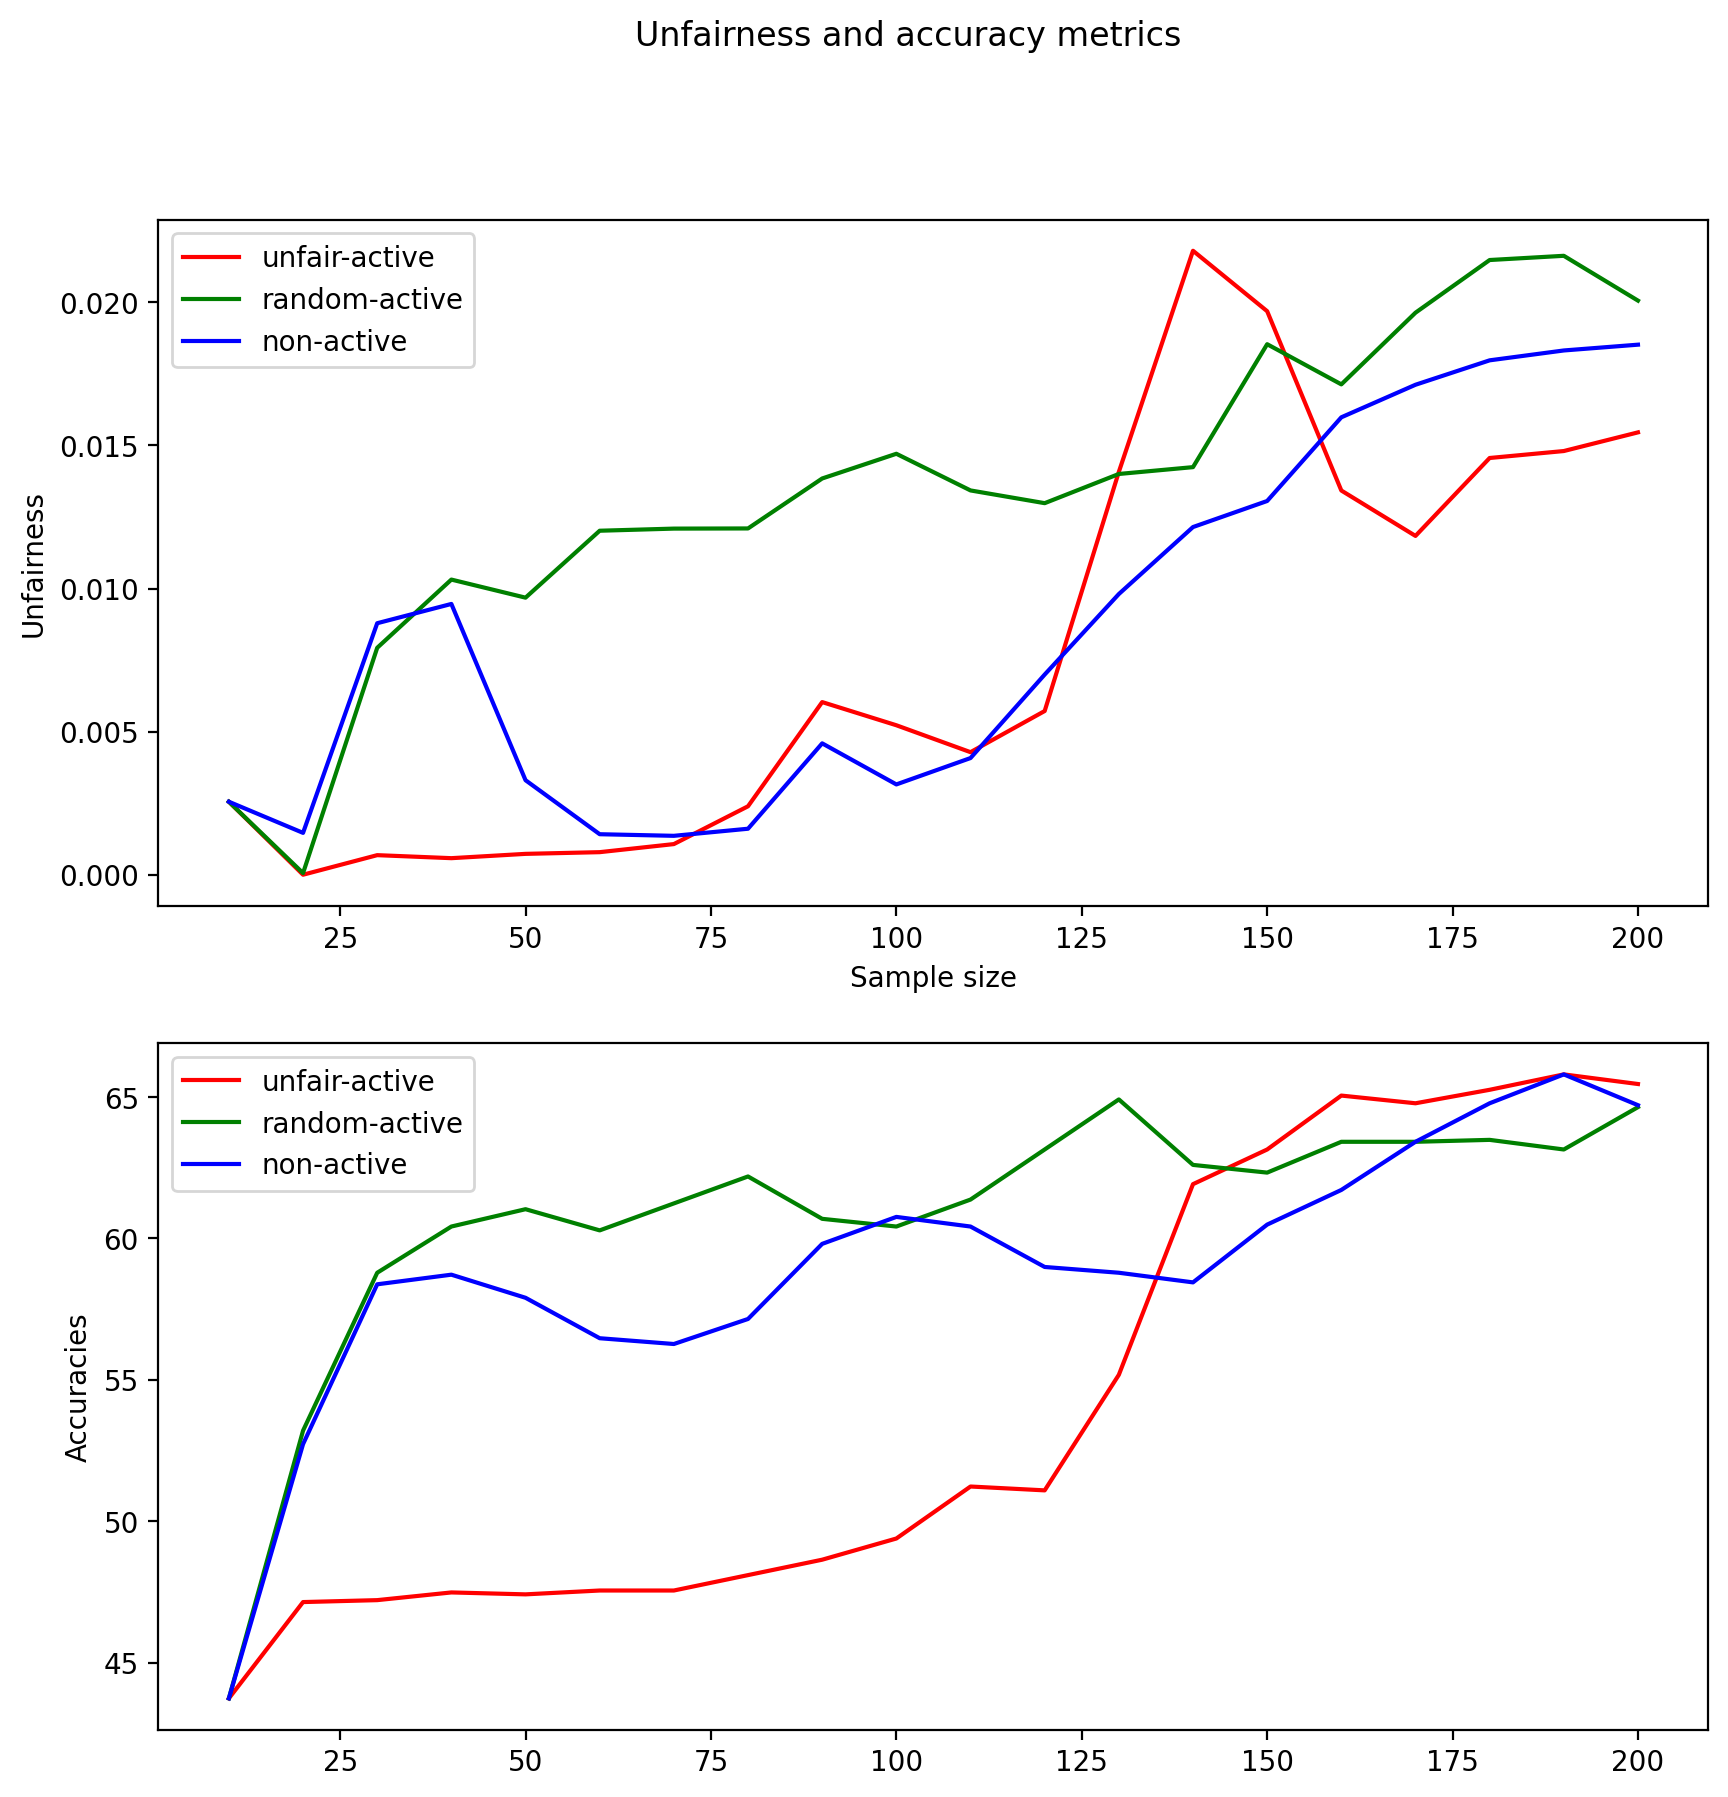 Unfairness and accuracy metrics
unfair-active
random-active
non-active
Unfairness
0.020
0.015
0.010
0.005
0.000
25 50 75 100 125 150 175 200
Sample size
unfair-active
random-active
non-active
Accuracies
65
60
55
50
45
25 50 75 100 125 150 175 200